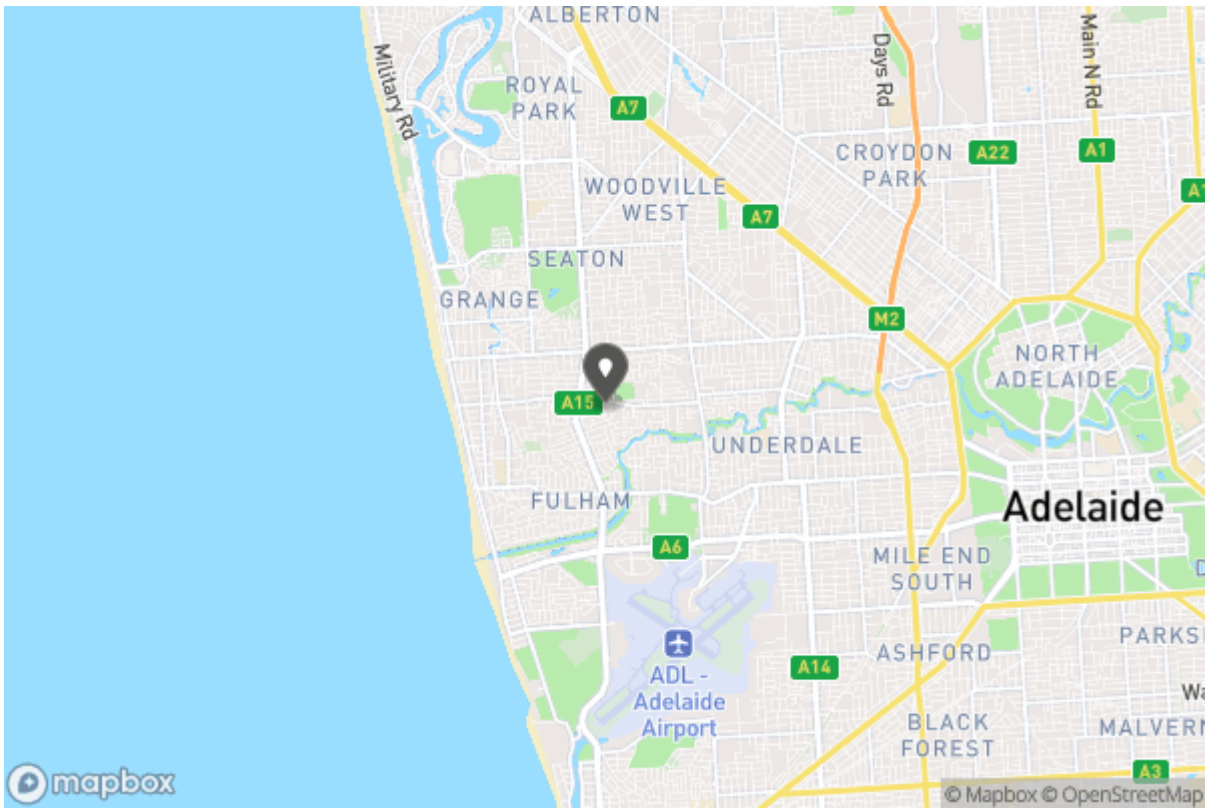 ALBERTON
Military Rd
Days Rd
Main N Rd
ROYAL
PARK
A7
CROYDON
PARK
A22
A1
WOODVILLE
WEST
A7
SEATON
GRANGE
M2
NORTH
ADELAIDE
A15
UNDERDALE
FULHAM
Adelaide
A6
MILE END
SOUTH
ADL -
Adelaide
Airport
A14
ASHFORD
PARKS
BLACK
FOREST
MALVERN
Wa
A3
mapbox
© Mapbox © OpenStreetMap